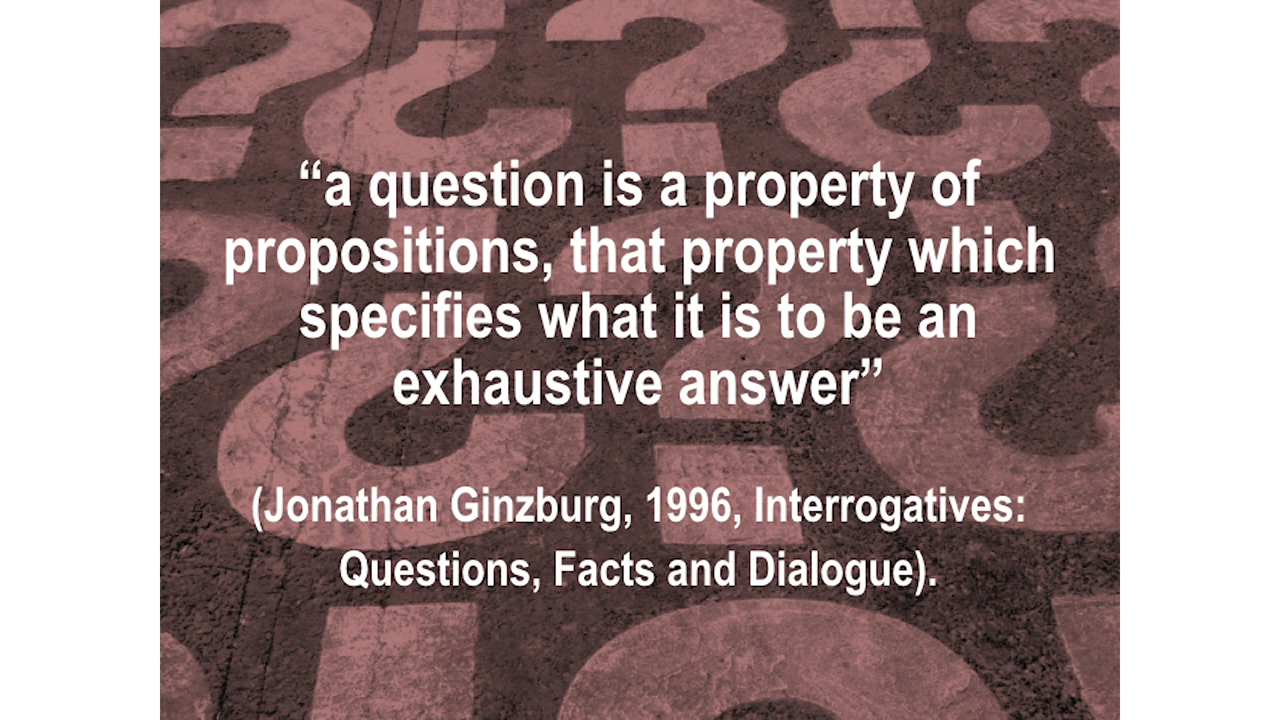 “a question is a property of
propositions, that property which
specifies what it is to be an
exhaustive answer”
(Jonathan Ginzburg, 1996, Interrogatives:
Questions, Facts and Dialogue).